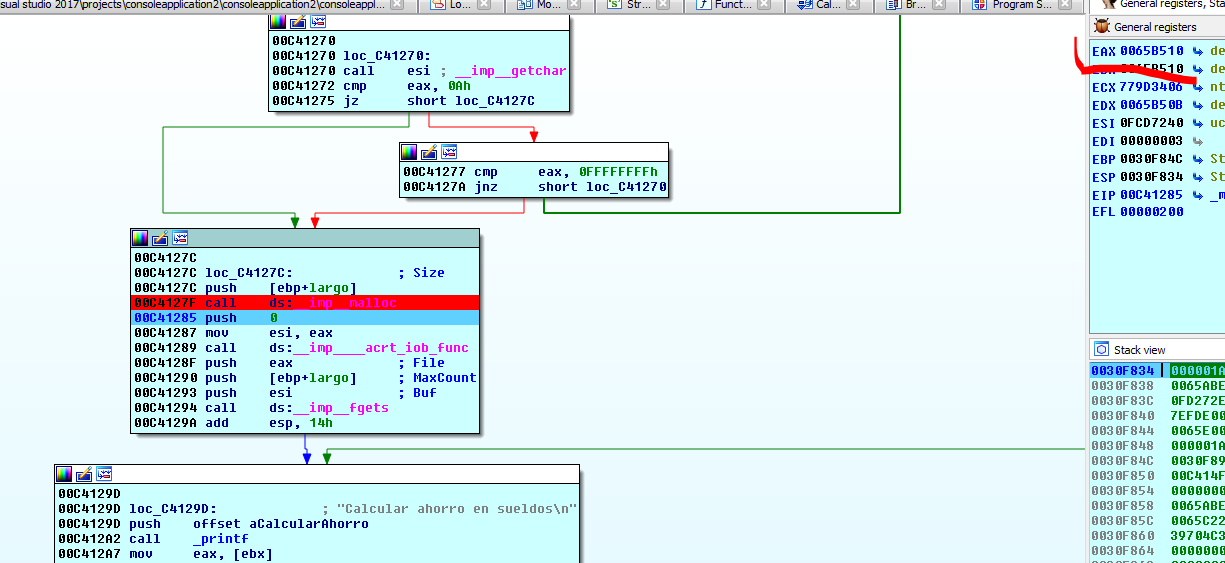 sual studio 2017\projects\consoleapplication2\consoleappl...
Lo...
Mo...
Str...
Funct...
Cal...
Br...
Program S...
General registers, Sta
00C41270
00C41270 loc_C41270:
00C41270 call esi ; __imp__getchar
00C41272 cmp eax, 0Ah
00C41275 jz short loc_C4127C
00C41277 cmp eax, 0FFFFFFFFh
00C4127A jnz short loc_C41270
00C4127C
00C4127C loc_C4127C: ; Size
00C4127C push [ebp+largo]
00C4127F call ds:__imp__malloc
00C41285 push 0
00C41287 mov esi, eax
00C41289 call ds:__imp____acrt_iob_func
00C4128F push eax ; File
00C41290 push [ebp+largo] ; MaxCount
00C41293 push esi ; Buf
00C41294 call ds:__imp__fgets
00C4129A add esp, 14h
00C4129D
00C4129D loc_C4129D: ; "Calcular ahorro en sueldos\n"
00C4129D push offset aCalcularAhorro
00C412A2 call _printf
00C412A7 mov eax, [ebx]
General registers
EAX 0065B510 de
de
ECX 779D3406 nt
EDX 0065B50B de
ESI 0FCD7240 uc
EDI 00000003
EBP 0030F84C St
ESP 0030F834 St
EIP 00C41285 _m
EFL 00000200
Stack view
0030F834 000001A
0030F838 0065ABE
0030F83C 0FD272E
0030F840 7EFDE00
0030F844 0065E00
0030F848 000001A
0030F84C 0030F89
0030F850 00C414F
0030F854 0000000
0030F858 0065ABE
0030F85C 0065C22
0030F860 39704C3
0030F864 0000000